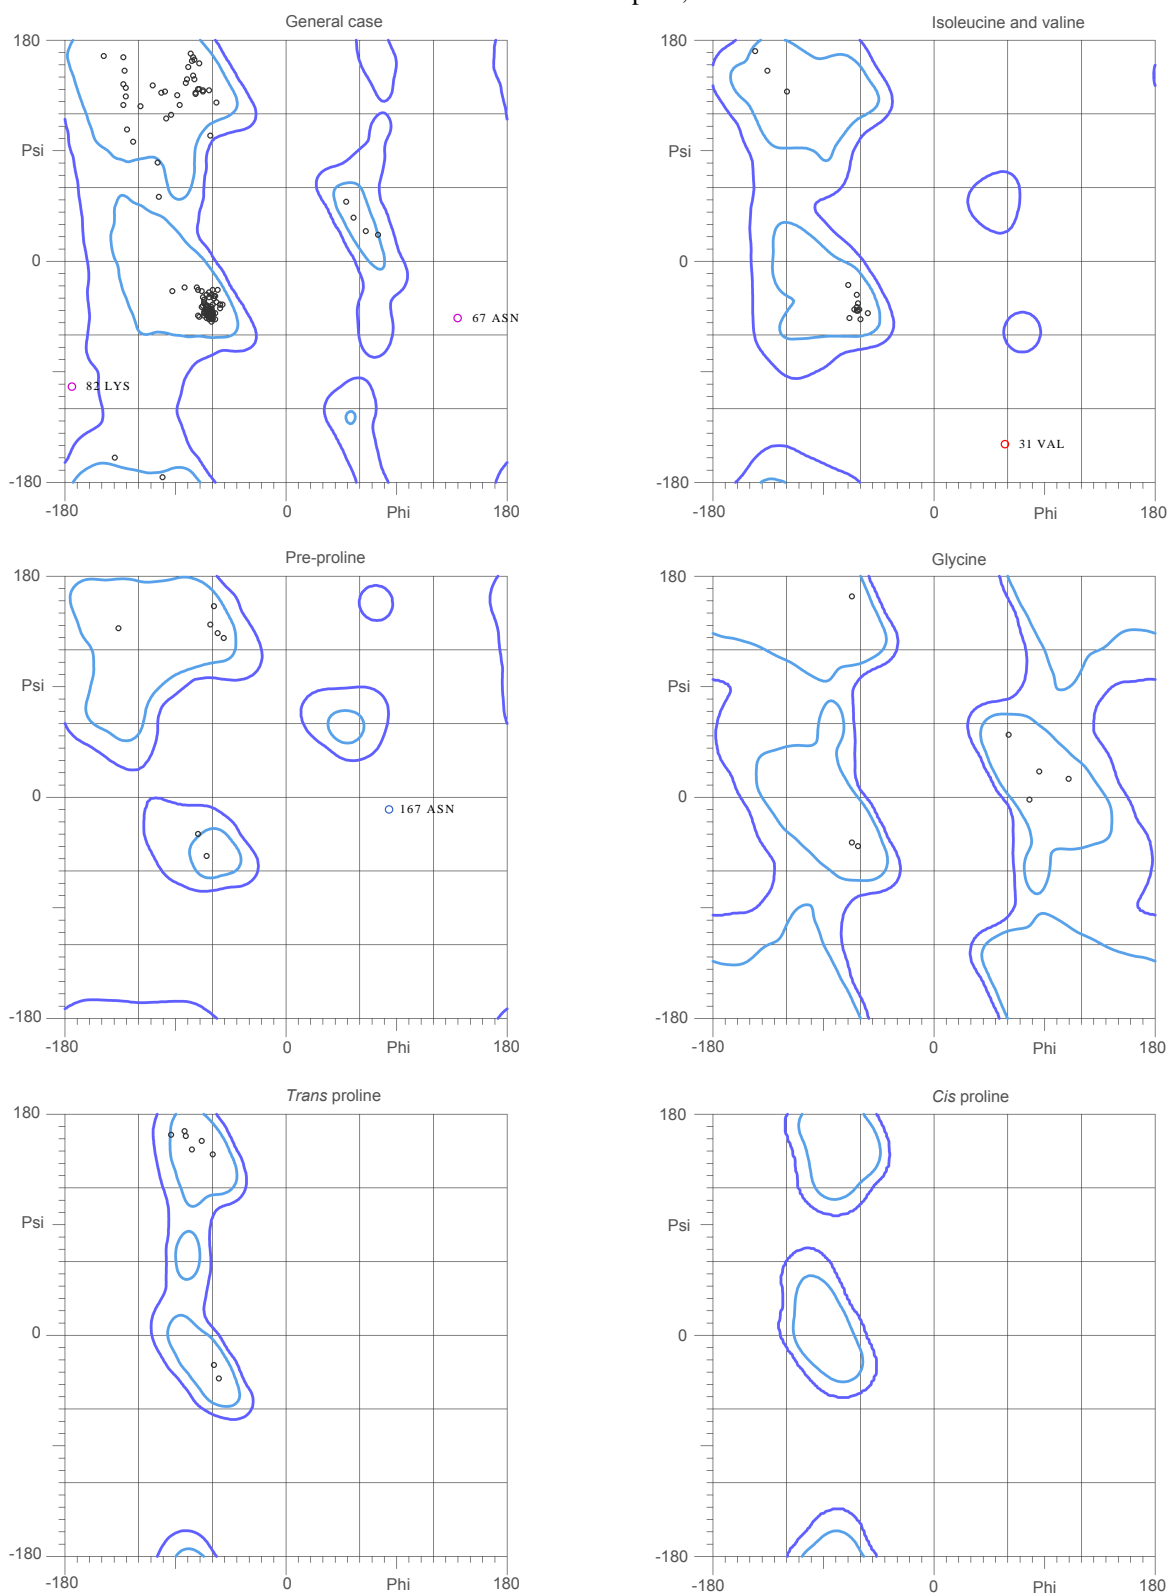 General case
Isoleucine and valine
180
180
Psi
Psi
0
0
67 ASN
82 LYS
31 VAL
-180
-180
-180
0
Phi
180
-180
0
Phi
180
Pre-proline
Glycine
180
180
Psi
Psi
0
0
167 ASN
-180
-180
-180
0
Phi
180
-180
0
Phi
180
Trans proline
Cis proline
180
180
Psi
Psi
0
0
-180
-180
-180
0
Phi
180
-180
0
Phi
180